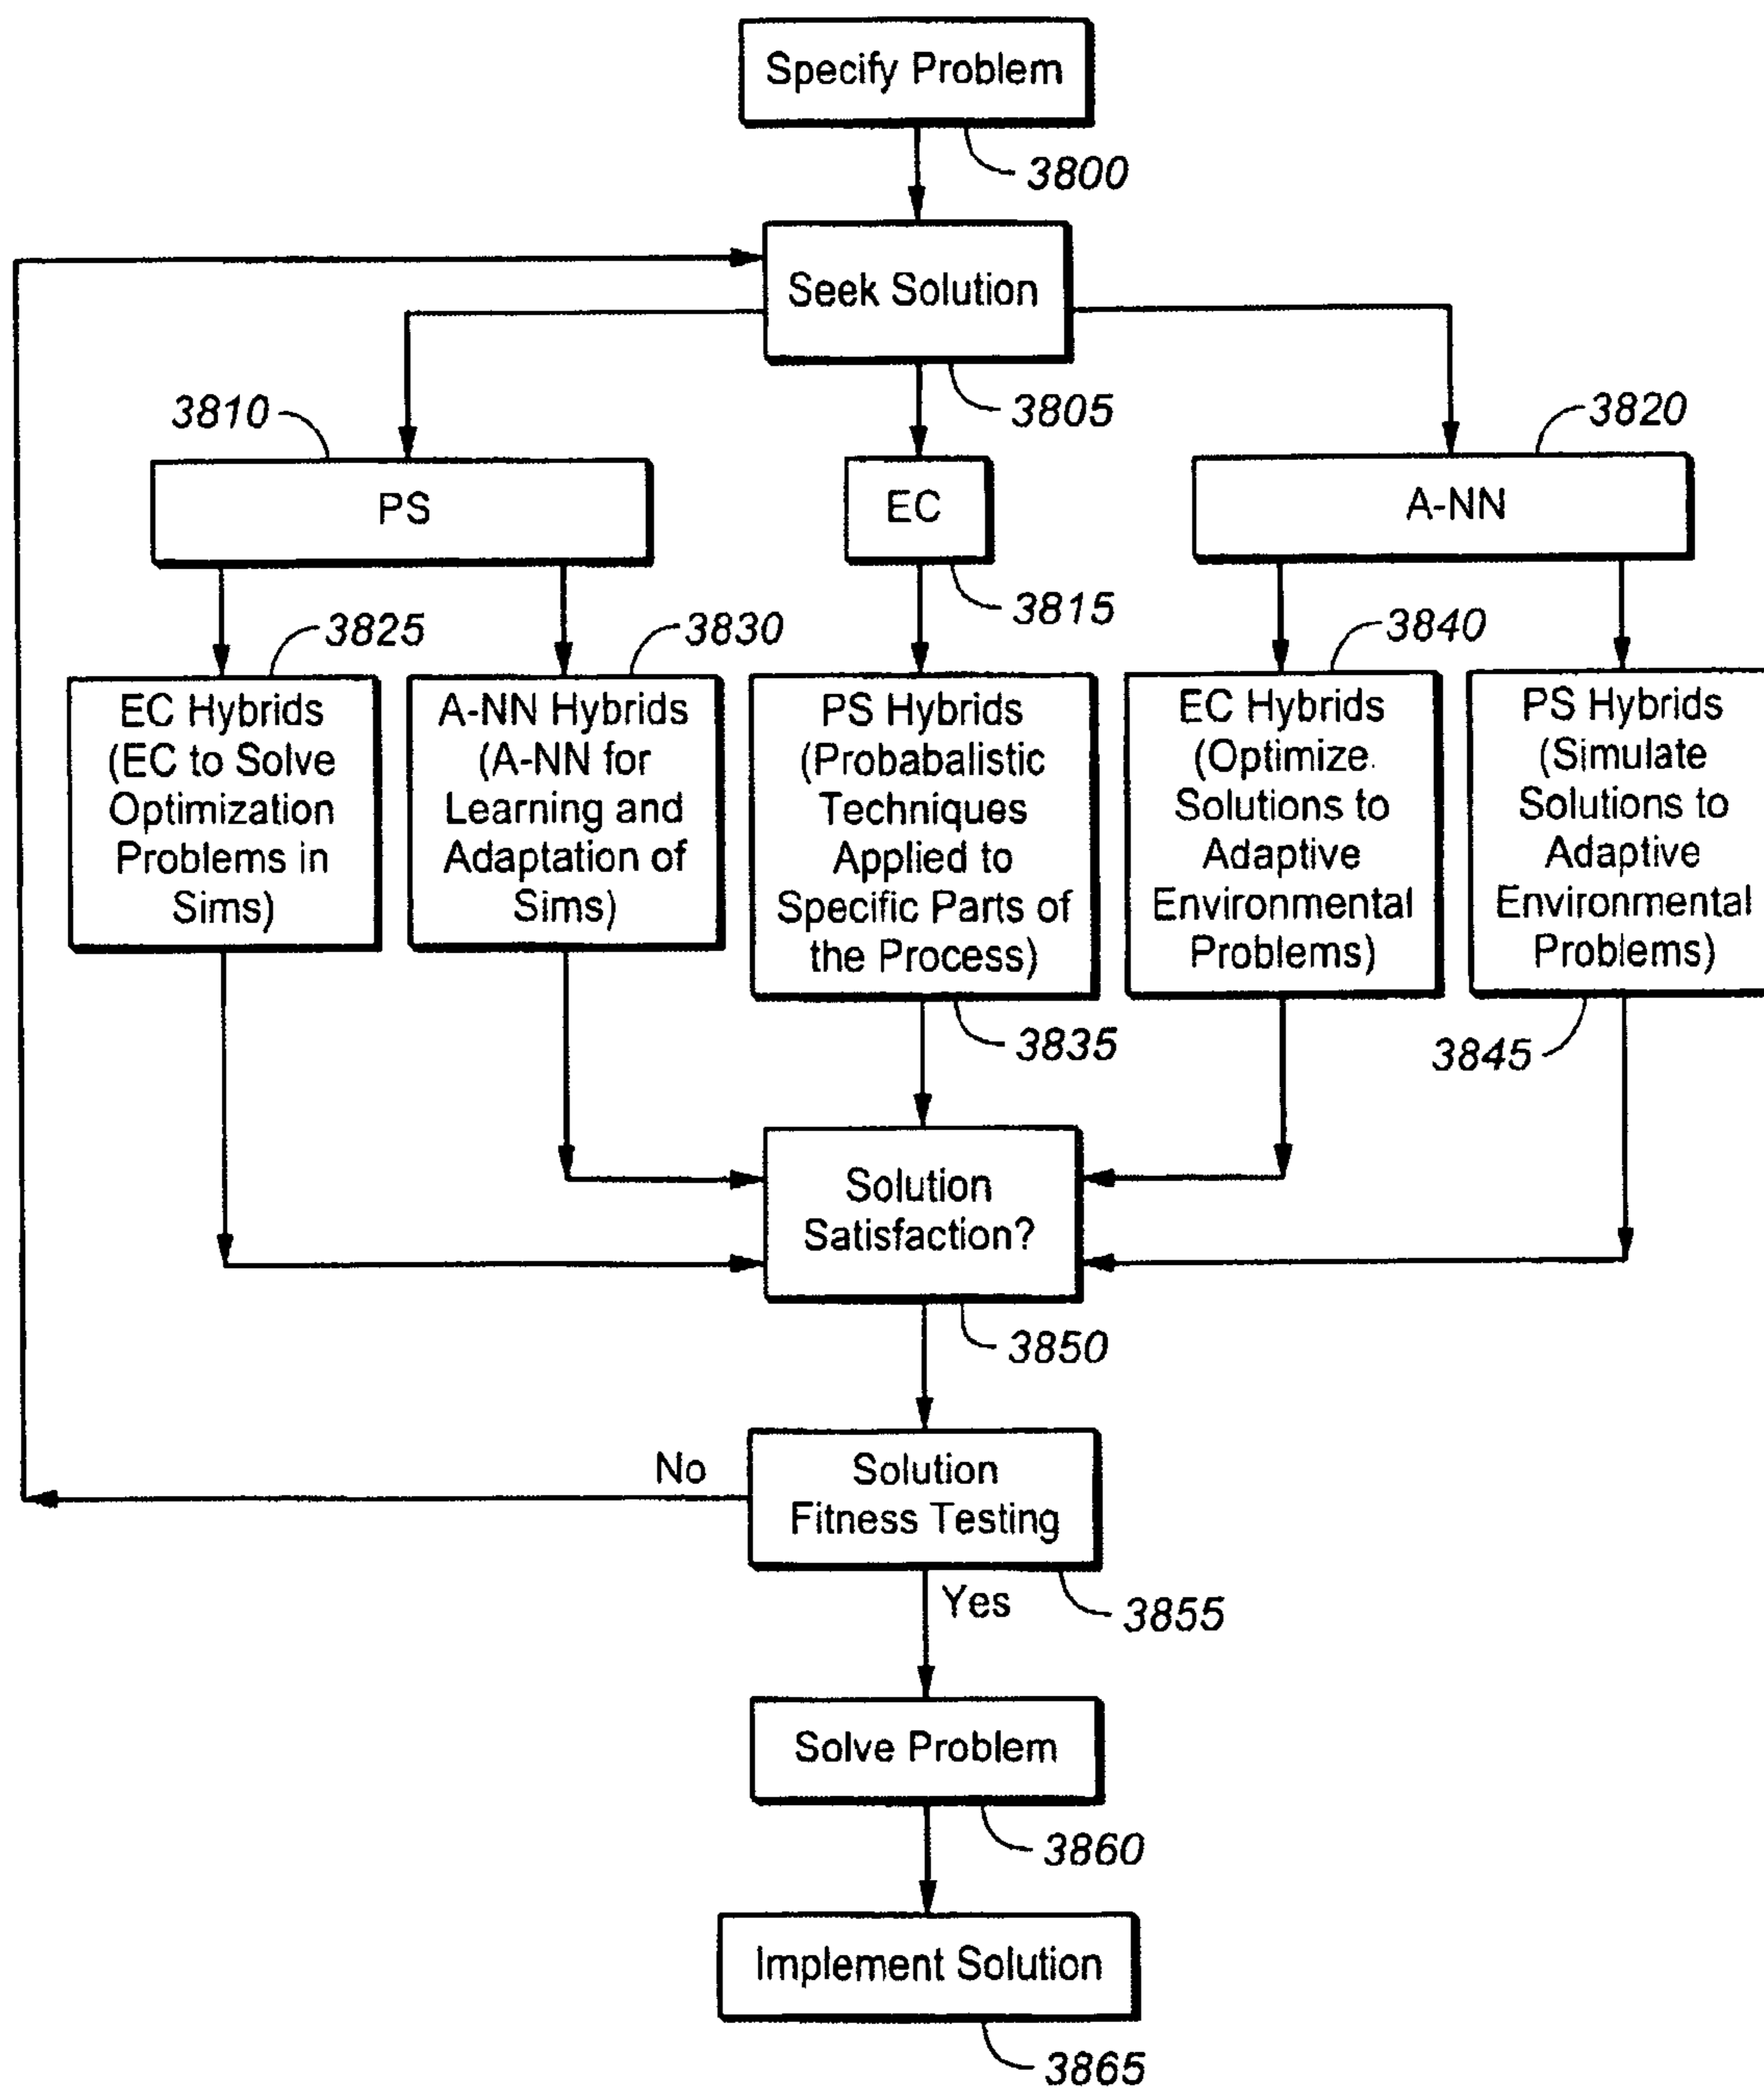 Specify Problem
3800
Seek Solution
3805
3810
3820
PS
EC
A-NN
3815
3825
3830
3840
EC Hybrids
(EC to Solve
Optimization
Problems in
Sims)
A-NN Hybrids
(A-NN for
Learning and
Adaptation of
Sims)
PS Hybrids
(Probabalistic
Techniques
Applied to
Specific Parts of
the Process)
EC Hybrids
(Optimize
Solutions to
Adaptive
Environmental
Problems)
PS Hybrids
(Simulate
Solutions to
Adaptive
Environmental
Problems)
3835
3845
Solution
Satisfaction?
3850
No
Solution
Fitness Testing
Yes
3855
Solve Problem
3860
Implement Solution
3865